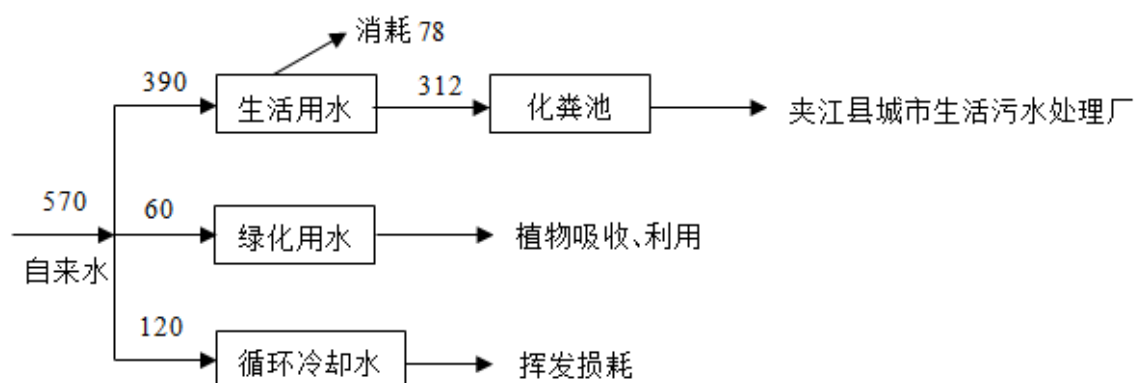 消耗 78
390
生活用水
312
化粪池
夹江县城市生活污水处理厂
570
自来水
60
绿化用水
植物吸收、利用
120
循环冷却水
挥发损耗